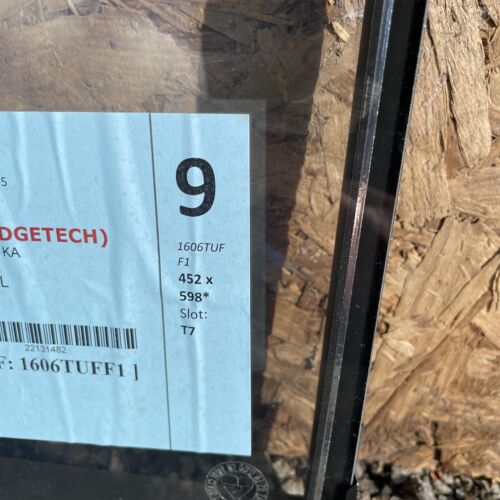 5
DGETECH)
KA
L
22131482
F: 1606TUFF1 ]
9
1606TUF
F1
452 x
598*
Slot:
T7